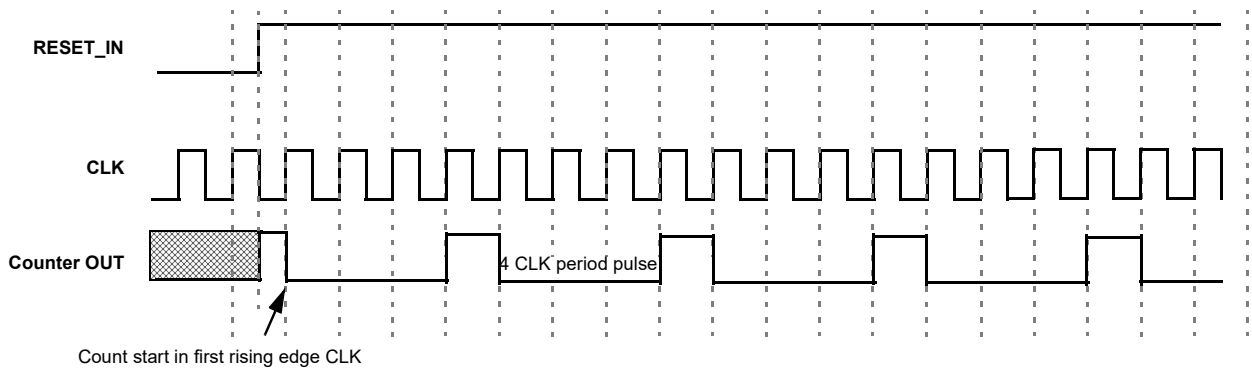 RESET_IN
CLK
Counter OUT
4 CLK period pulse
Count start in first rising edge CLK